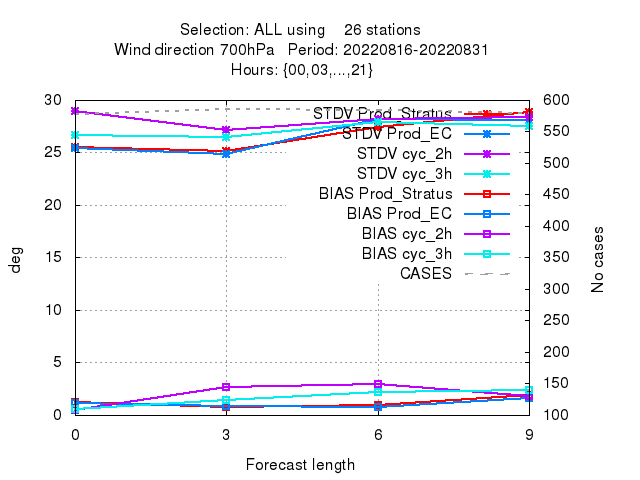 Selection: ALL using 26 stations
Wind direction 700hPa Period: 20220816-20220831
Hours: {00,03,...,21}
30
25
20
15
10
5
0
deg
600
550
500
450
400
350
300
250
200
150
100
No cases
STDV Prod_Stratus
STDV Prod_EC
STDV cyc_2h
STDV cyc_3h
BIAS Prod_Stratus
BIAS Prod_EC
BIAS cyc_2h
BIAS cyc_3h
CASES
0 3 6 9
Forecast length